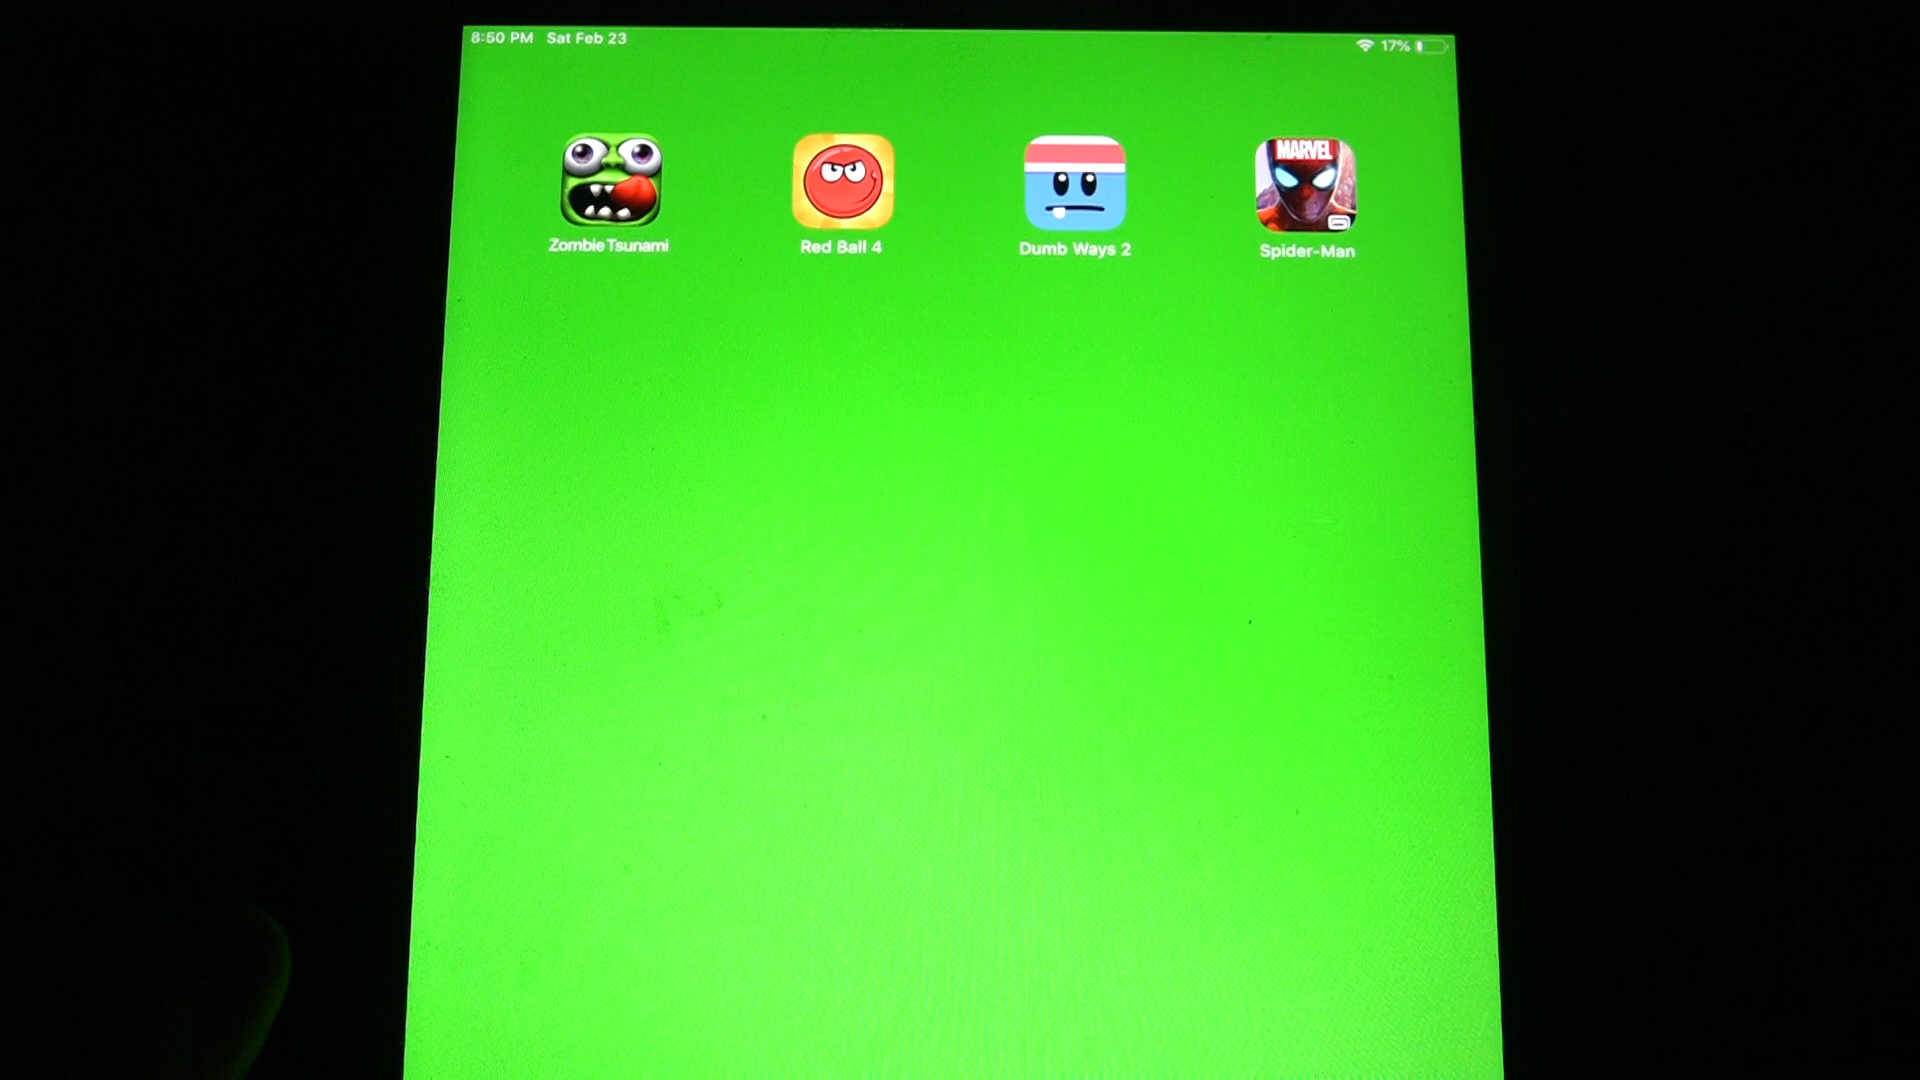 8:50 PM Sat Feb 23
17%
MARVEL
Zombie Tsunami
Red Ball 4
Dumb Ways 2
Spider-Man